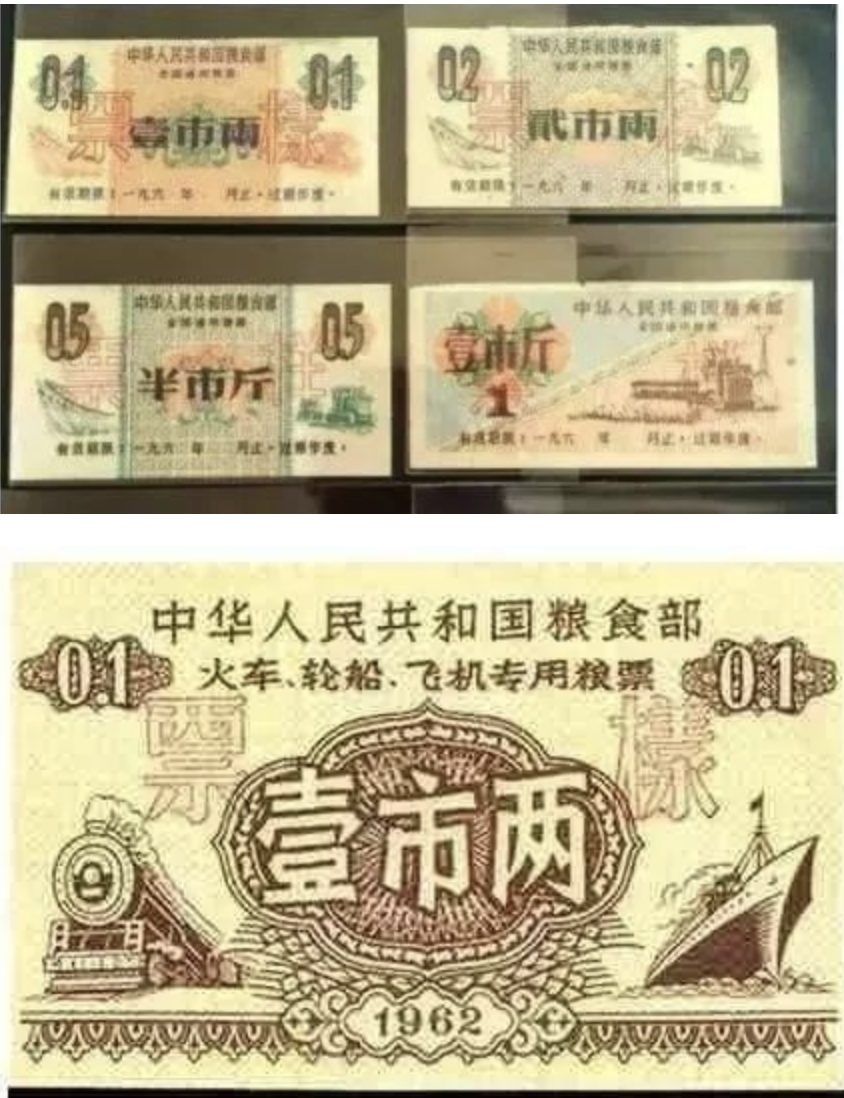 中华人民共和国粮食部
全国通用粮票
0.1
0.1
壹市兩
票樣
有效期限:一九六 年 月止·过期作废·
中华人民共和国粮食部
全国通用粮票
0.2
0.2
貮市兩
票樣
有效期限:一九六 年 月止·过期作废·
中华人民共和国粮食部
全国通用粮票
0.5
0.5
半市斤
票样
有效期限:一九六 年 月止·过期作废·
中华人民共和国粮食部
全国通用粮票
壹市斤
1
有效期限:一九六 年 月止·过期作废·
中华人民共和国粮食部
0.1
火车、轮船、飞机专用粮票
0.1
票樣
壹市两
1962